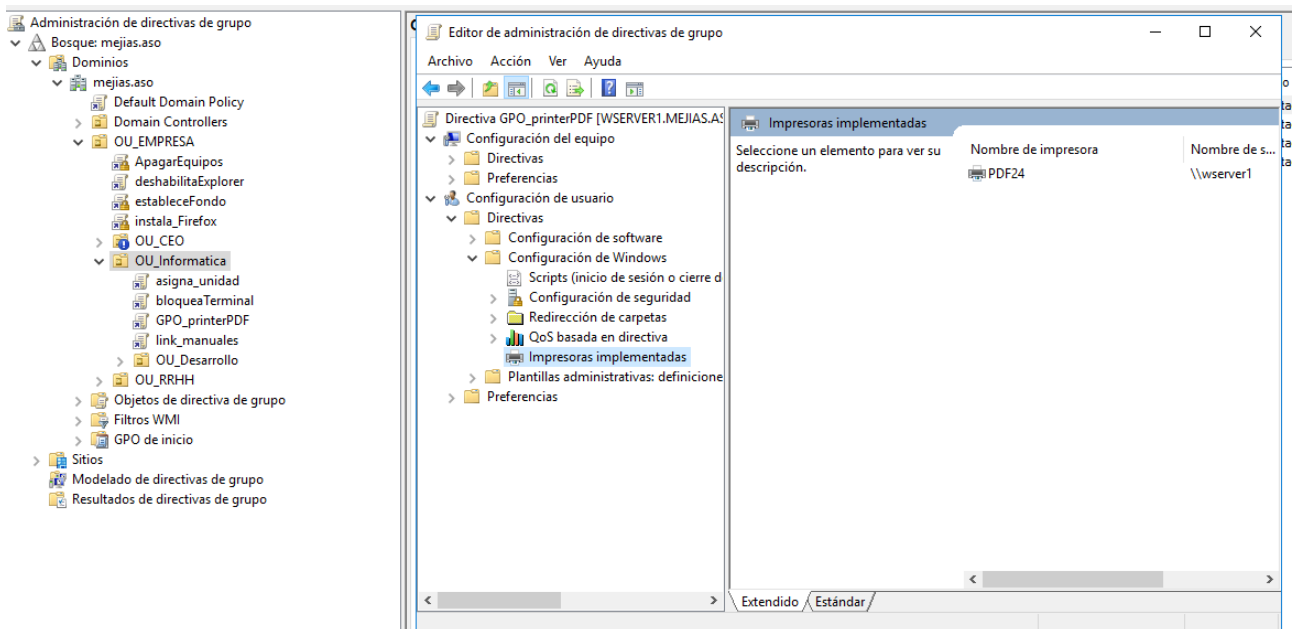 Administración de directivas de grupo
Bosque: mejias.aso
Dominios
mejias.aso
Default Domain Policy
Domain Controllers
OU_EMPRESA
ApagarEquipos
deshabilitaExplorer
estableceFondo
instala_Firefox
OU_CEO
OU_Informatica
asigna_unidad
bloqueaTerminal
GPO_printerPDF
link_manuales
OU_Desarrollo
OU_RRHH
Objetos de directiva de grupo
Filtros WMI
GPO de inicio
Sitios
Modelado de directivas de grupo
Resultados de directivas de grupo
Editor de administración de directivas de grupo
Archivo Acción Ver Ayuda
Directiva GPO_printerPDF [WSERVER1.MEJIAS.AS
Configuración del equipo
Directivas
Preferencias
Configuración de usuario
Directivas
Configuración de software
Configuración de Windows
Scripts (inicio de sesión o cierre d
Configuración de seguridad
Redirección de carpetas
QoS basada en directiva
Impresoras implementadas
Plantillas administrativas: definicione
Preferencias
Impresoras implementadas
Seleccione un elemento para ver su
descripción.
Nombre de impresora Nombre de s...
PDF24 \\wserver1
Extendido Estándar